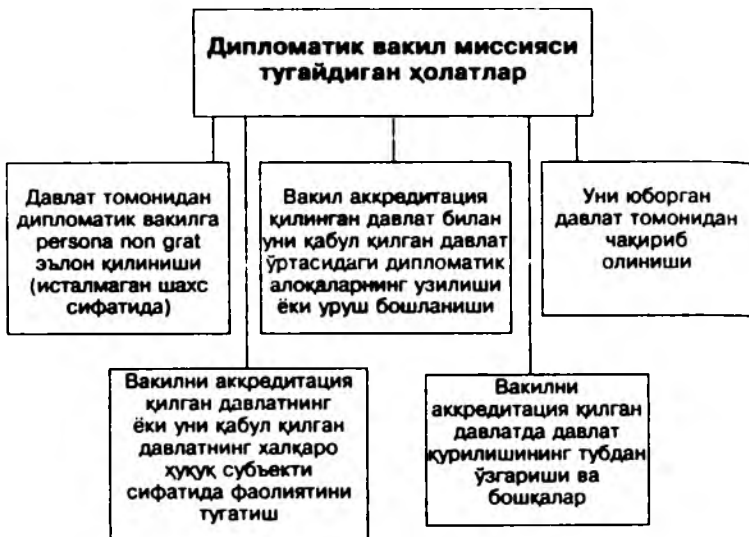 Дипломатик вакил миссияси
тугайдиган ҳолатлар
Давлат томонидан
дипломатик вакилга
persona non grat
эълон қилиниши
(исталмаган шахс
сифатида)
Вакил аккредитация
қилинган давлат билан
уни қабул қилган давлат
ўртасидаги дипломатик
алоқаларнинг узилиши
ёки уруш бошланиши
Уни юборган
давлат томонидан
чақириб
олиниши
Вакилни аккредитация
қилган давлатнинг
ёки уни қабул қилган
давлатнинг халқаро
ҳуқуқ субъекти
сифатида фаолиятини
тугатиш
Вакилни
аккредитация қилган
давлатда давлат
қурилишининг тубдан
ўзгариши ва
бошқалар